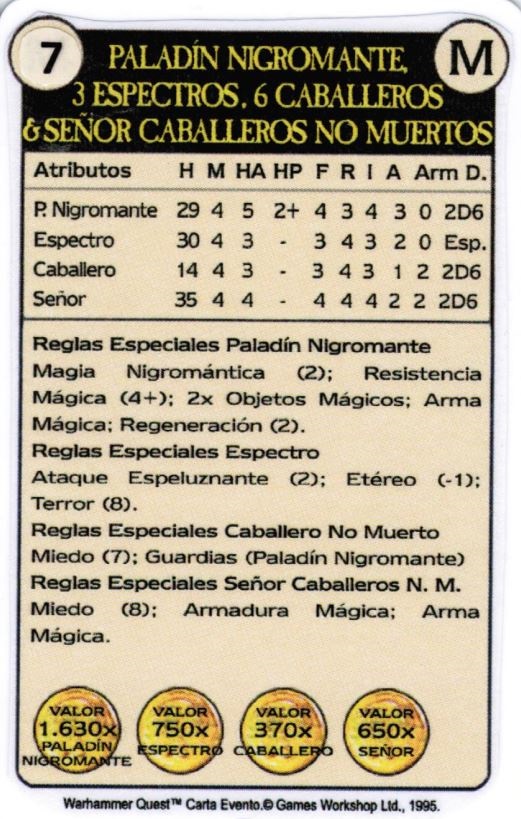 7
M
PALADÍN NIGROMANTE,
3 ESPECTROS, 6 CABALLEROS
& SEÑOR CABALLEROS NO MUERTOS
Atributos H M HA HP F R I A Arm D.
P. Nigromante 29 4 5 2+ 4 3 4 3 0 2D6
Espectro 30 4 3 - 3 4 3 2 0 Esp.
Caballero 14 4 3 - 3 4 3 1 2 2D6
Señor 35 4 4 - 4 4 4 2 2 2D6
Reglas Especiales Paladín Nigromante
Magia Nigromántica (2); Resistencia
Mágica (4+); 2x Objetos Mágicos; Arma
Mágica; Regeneración (2).
Reglas Especiales Espectro
Ataque Espeluznante (2); Etéreo (-1);
Terror (8).
Reglas Especiales Caballero No Muerto
Miedo (7); Guardias (Paladín Nigromante)
Reglas Especiales Señor Caballeros N. M.
Miedo (8); Armadura Mágica; Arma
Mágica.
VALOR
1.630x
PALADÍN
NIGROMANTE
VALOR
750x
ESPECTRO
VALOR
370x
CABALLERO
VALOR
650x
SEÑOR
Warhammer Quest™ Carta Evento.© Games Workshop Ltd., 1995.